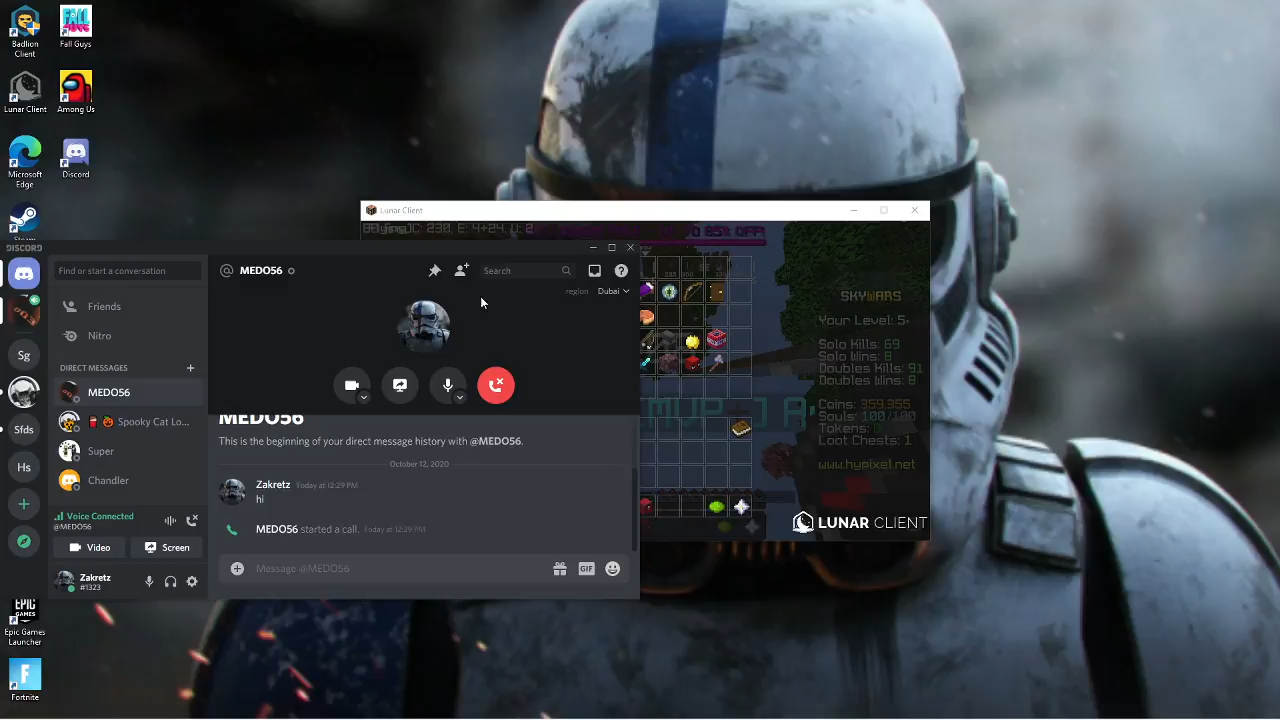 Badlion
Client
Fall Guys
Lunar Client
Among Us
Microsoft
Edge
Discord
Lunar Client
DISCORD
Find or start a conversation
MEDO56
Search
region
Dubai
Friends
Nitro
DIRECT MESSAGES
MEDO56
Spooky Cat Lo...
Super
Chandler
Sg
Sfds
Hs
MEDO56
This is the beginning of your direct message history with @MEDO56.
October 12, 2020
Zakretz Today at 12:29 PM
hi
MEDO56 started a call. Today at 12:29 PM
Message @MEDO56
GIF
Voice Connected
@MEDO56
Video
Screen
Zakretz
#1323
SKYWARS
Your Level: 5
Solo Kills: 69
Solo Wins: 8
Doubles Kills: 91
Doubles Wins: 8
Coins: 359,355
Souls: 100/100
Tokens:
Loot Chests: 1
www.hypixel.net
LUNAR CLIENT
EPIC
GAMES
Epic Games
Launcher
Fortnite